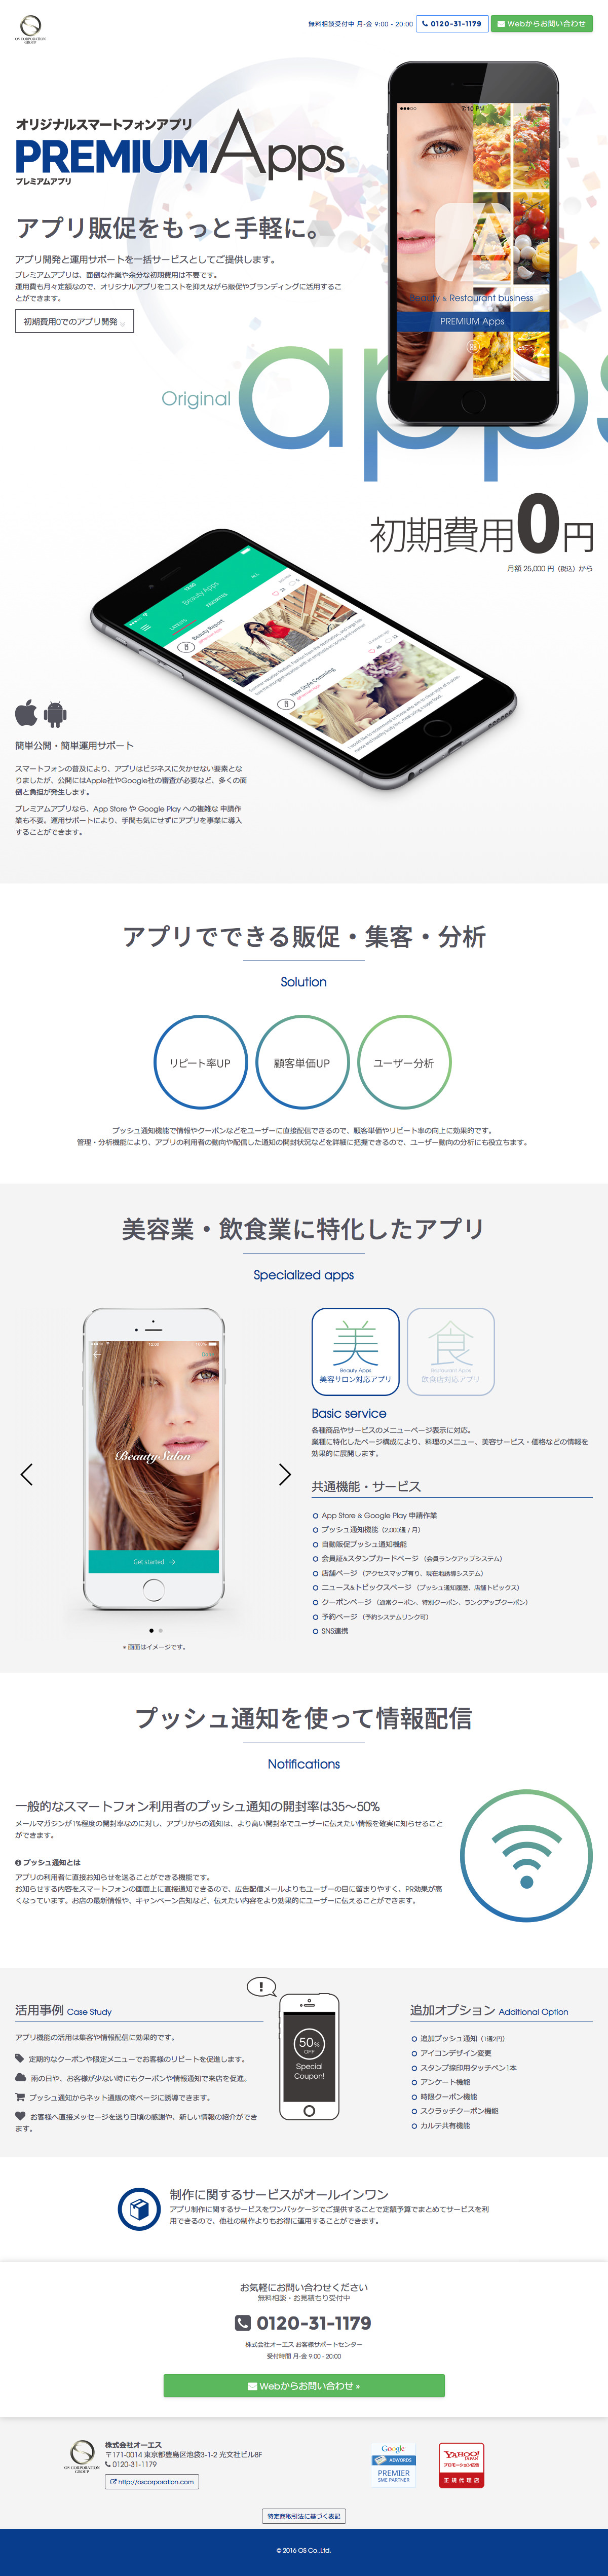 OS CORPORATION
GROUP
無料相談受付中 月-金 9:00 - 20:00
0120-31-1179
Webからお問い合わせ
オリジナルスマートフォンアプリ
PREMIUM Apps
プレミアムアプリ
アプリ販促をもっと手軽に。
アプリ開発と運用サポートを一括サービスとしてご提供します。
プレミアムアプリは、面倒な作業や余分な初期費用は不要です。
運用費も月々定額なので、オリジナルアプリをコストを抑えながら販促やブランディングに活用するこ
とができます。
初期費用0でのアプリ開発
7:10 PM
Beauty & Restaurant business
PREMIUM Apps
Original
apps
初期費用0円
月額 25,000 円（税込）から
Beauty Apps
LATESTS
FAVORITES
ALL
Beauty Report
New Style Comming.
簡単公開・簡単運用サポート
スマートフォンの普及により、アプリはビジネスに欠かせない要素とな
りましたが、公開にはApple社やGoogle社の審査が必要など、多くの面
倒と負担が発生します。
プレミアムアプリなら、App Store や Google Play への複雑な 申請作
業も不要。運用サポートにより、手間も気にせずにアプリを事業に導入
することができます。
アプリでできる販促・集客・分析
Solution
リピート率UP
顧客単価UP
ユーザー分析
プッシュ通知機能で情報やクーポンなどをユーザーに直接配信できるので、顧客単価やリピート率の向上に効果的です。
管理・分析機能により、アプリの利用者の動向や配信した通知の開封状況などを詳細に把握できるので、ユーザー動向の分析にも役立ちます。
美容業・飲食業に特化したアプリ
Specialized apps
Beauty Salon
Get started →
※ 画面はイメージです。
美
Beauty Apps
美容サロン対応アプリ
食
Restaurant Apps
飲食店対応アプリ
Basic service
各種商品やサービスのメニューページ表示に対応。
業種に特化したページ構成により、料理のメニュー、美容サービス・価格などの情報を
効果的に展開します。
共通機能・サービス
App Store & Google Play 申請作業
プッシュ通知機能（2,000通 / 月）
自動販促プッシュ通知機能
会員証&スタンプカードページ （会員ランクアップシステム）
店舗ページ （アクセスマップ有り、現在地誘導システム）
ニュース&トピックスページ （プッシュ通知履歴、店舗トピックス）
クーポンページ （通常クーポン、特別クーポン、ランクアップクーポン）
予約ページ （予約システムリンク可）
SNS連携
プッシュ通知を使って情報配信
Notifications
一般的なスマートフォン利用者のプッシュ通知の開封率は35〜50%
メールマガジンが1%程度の開封率なのに対し、アプリからの通知は、より高い開封率でユーザーに伝えたい情報を確実に知らせること
ができます。
プッシュ通知とは
アプリの利用者に直接お知らせを送ることができる機能です。
お知らせする内容をスマートフォンの画面上に直接通知できるので、広告配信メールよりもユーザーの目に留まりやすく、PR効果が高
くなっています。お店の最新情報や、キャンペーン告知など、伝えたい内容をより効果的にユーザーに伝えることができます。
活用事例 Case Study
アプリ機能の活用は集客や情報配信に効果的です。
定期的なクーポンや限定メニューでお客様のリピートを促進します。
雨の日や、お客様が少ない時にもクーポンや情報通知で来店を促進。
プッシュ通知からネット通販の商ページに誘導できます。
お客様へ直接メッセージを送り日頃の感謝や、新しい情報の紹介ができ
ます。
!
50%
OFF
Special
Coupon!
追加オプション Additional Option
追加プッシュ通知（1通2円）
アイコンデザイン変更
スタンプ捺印用タッチペン1本
アンケート機能
時限クーポン機能
スクラッチクーポン機能
カルテ共有機能
制作に関するサービスがオールインワン
アプリ制作に関するサービスをワンパッケージでご提供することで定額予算でまとめてサービスを利
用できるので、他社の制作よりもお得に運用することができます。
お気軽にお問い合わせください
無料相談・お見積もり受付中
0120-31-1179
株式会社オーエス お客様サポートセンター
受付時間 月-金 9:00 - 20:00
Webからお問い合わせ »
OS CORPORATION
GROUP
株式会社オーエス
〒171-0014 東京都豊島区池袋3-1-2 光文社ビル8F
0120-31-1179
http://oscorporation.com
Google
ADWORDS
PREMIER
SME PARTNER
YAHOO!
JAPAN
プロモーション広告
正規代理店
特定商取引法に基づく表記
© 2016 OS Co.,Ltd.